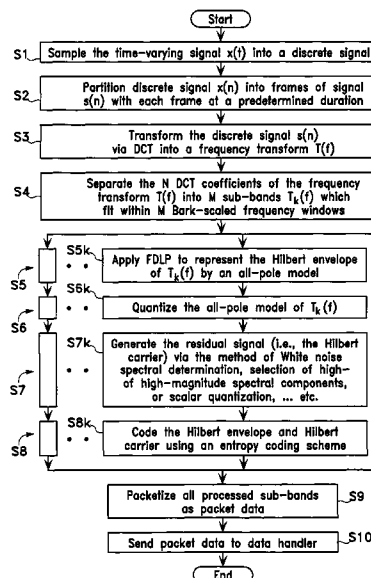 Start
S1
Sample the time-varying signal x(t) into a discrete signal
S2
Partition discrete signal x(n) into frames of signal
s(n) with each frame at a predetermined duration
S3
Transform the discrete signal s(n)
via DCT into a frequency transform T(f)
S4
Separate the N DCT coefficients of the frequency
transform T(f) into M sub-bands Tk(f) which
fit within M Bark-scaled frequency windows
S5
S5k
Apply FDLP to represent the Hilbert envelope
of Tk(f) by an all-pole model
S6
S6k
Quantize the all-pole model of Tk(f)
S7
S7k
Generate the residual signal (i.e., the Hilbert
carrier) via the method of White noise
spectral determination, selection of high-
of high-magnitude spectral components,
or scalar quantization, ... etc.
S8
S8k
Code the Hilbert envelope and Hilbert
carrier using an entropy coding scheme
Packetize all processed sub-bands
as packet data
S9
Send packet data to data handler
S10
End